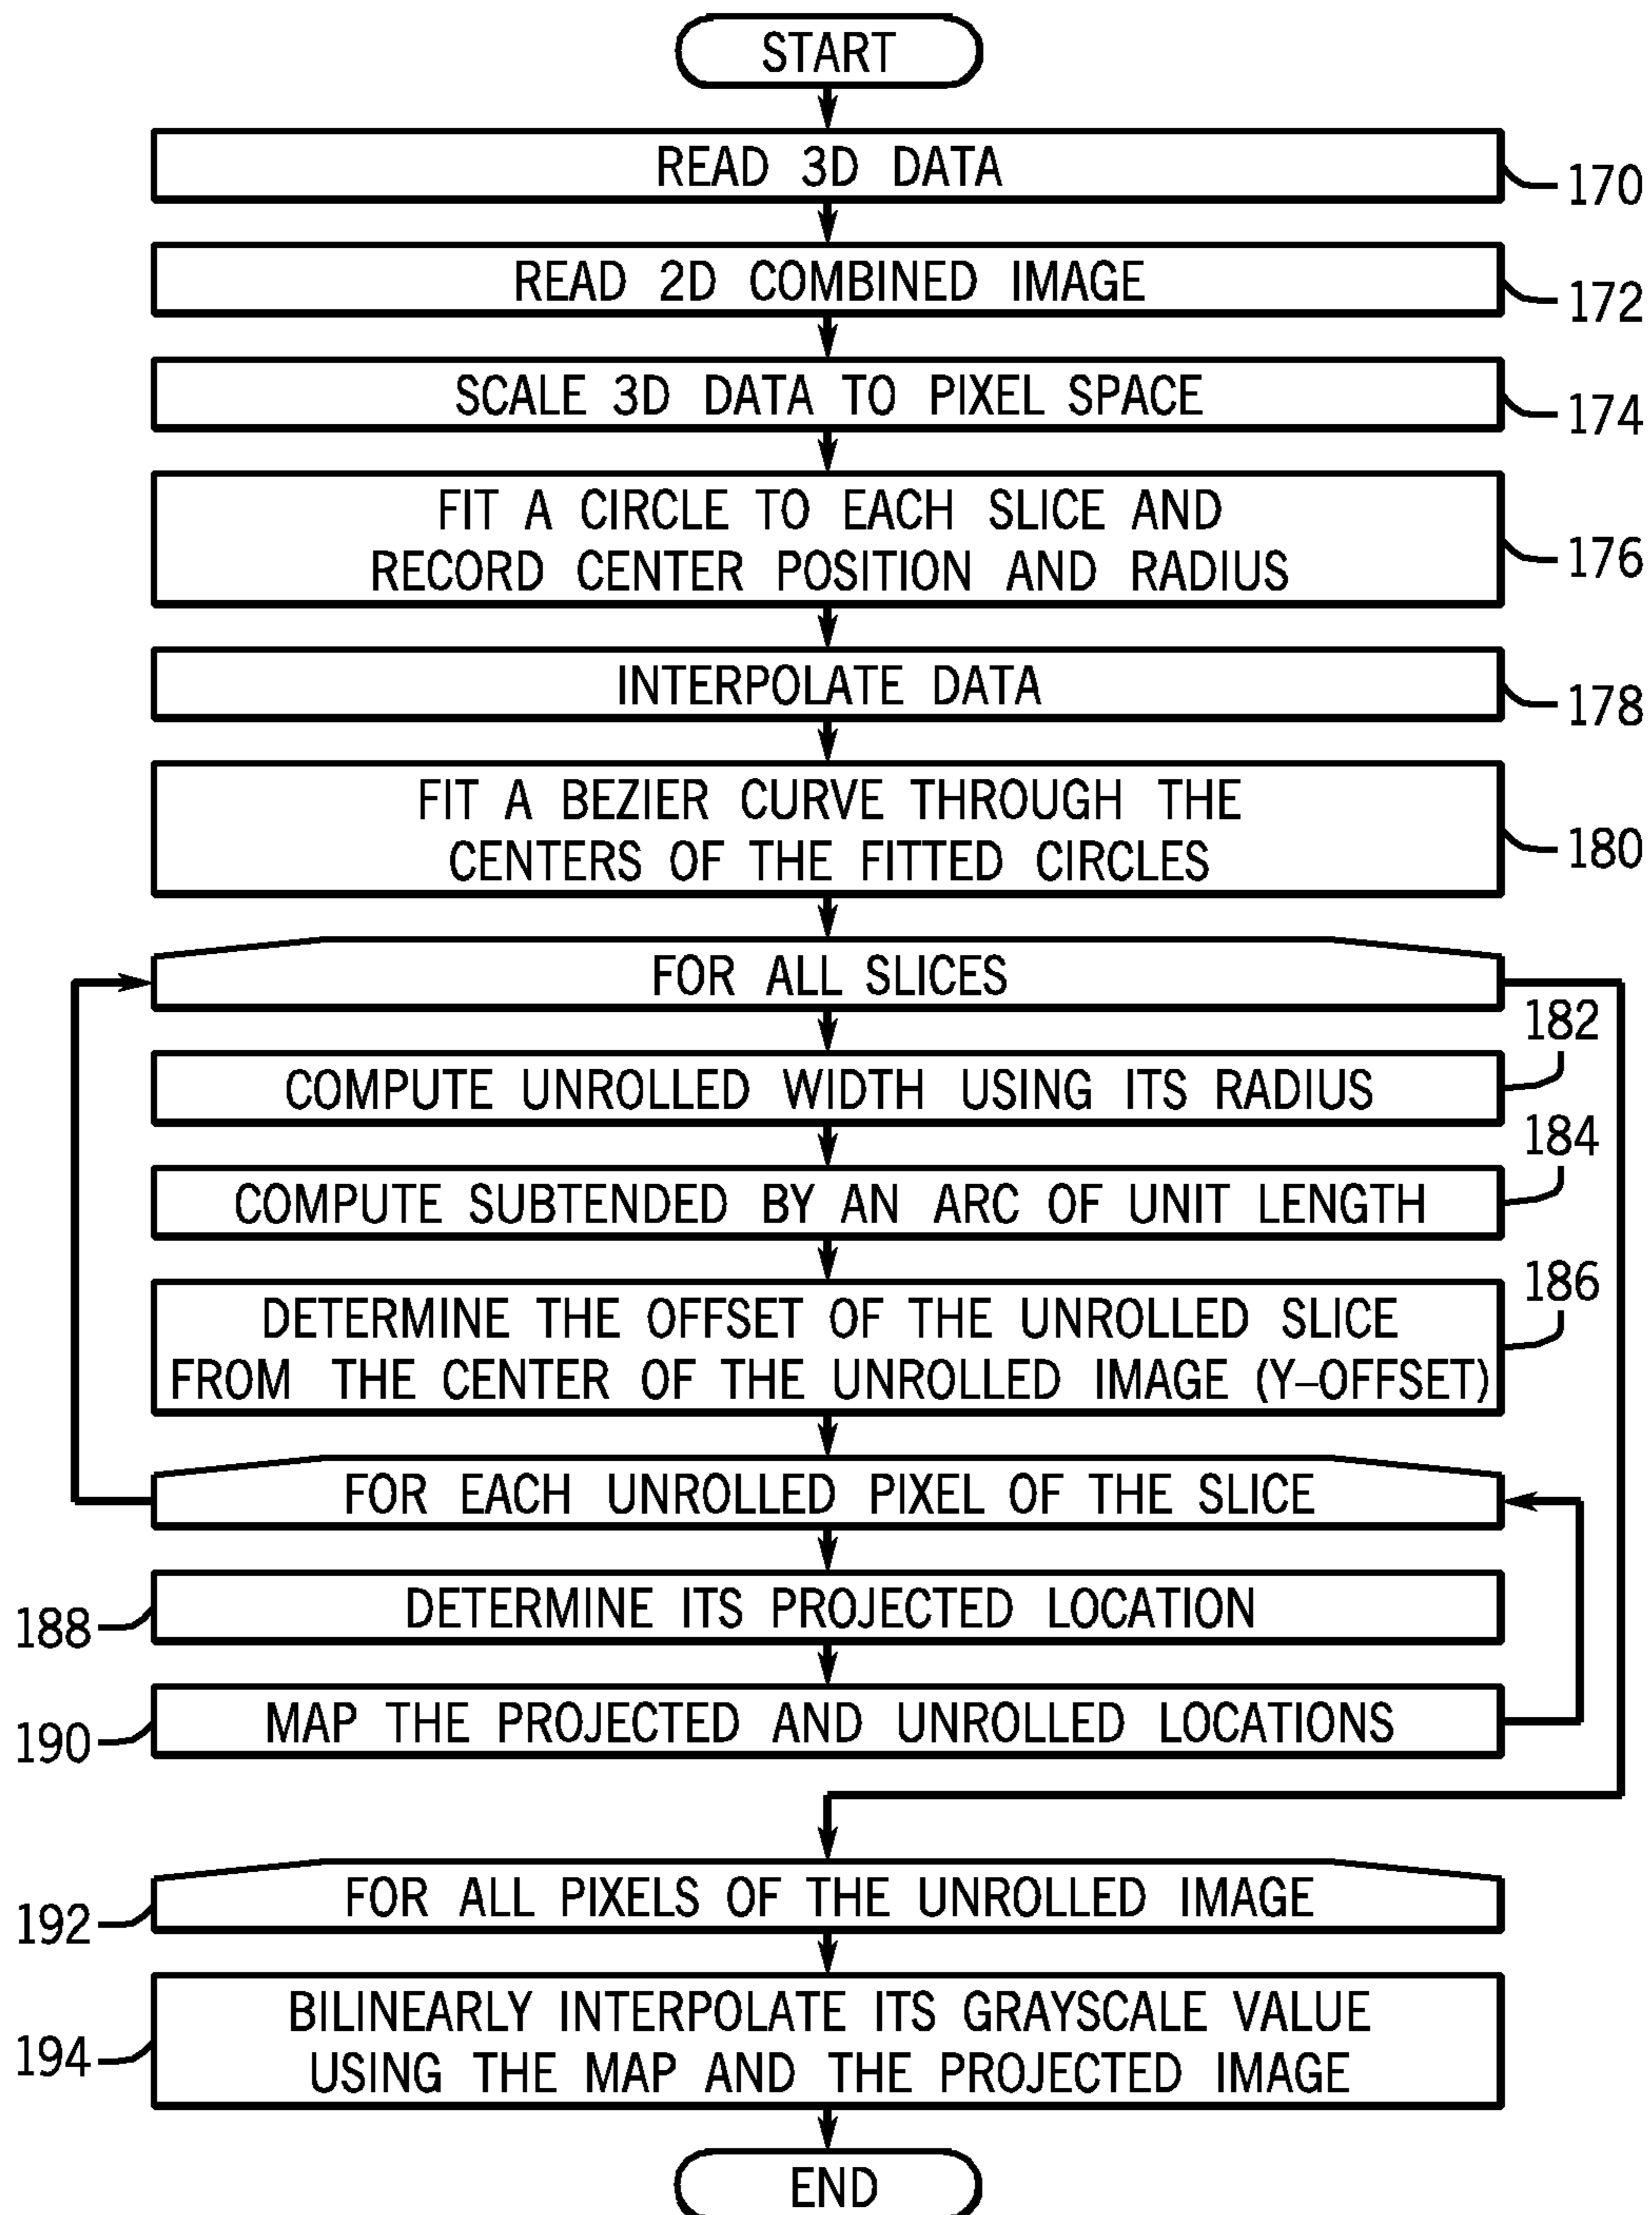 START
READ 3D DATA
170
READ 2D COMBINED IMAGE
172
SCALE 3D DATA TO PIXEL SPACE
174
FIT A CIRCLE TO EACH SLICE AND
RECORD CENTER POSITION AND RADIUS
176
INTERPOLATE DATA
178
FIT A BEZIER CURVE THROUGH THE
CENTERS OF THE FITTED CIRCLES
180
FOR ALL SLICES
182
COMPUTE UNROLLED WIDTH USING ITS RADIUS
184
COMPUTE SUBTENDED BY AN ARC OF UNIT LENGTH
186
DETERMINE THE OFFSET OF THE UNROLLED SLICE
FROM THE CENTER OF THE UNROLLED IMAGE (Y–OFFSET)
FOR EACH UNROLLED PIXEL OF THE SLICE
DETERMINE ITS PROJECTED LOCATION
188
MAP THE PROJECTED AND UNROLLED LOCATIONS
190
FOR ALL PIXELS OF THE UNROLLED IMAGE
192
BILINEARLY INTERPOLATE ITS GRAYSCALE VALUE
USING THE MAP AND THE PROJECTED IMAGE
194
END